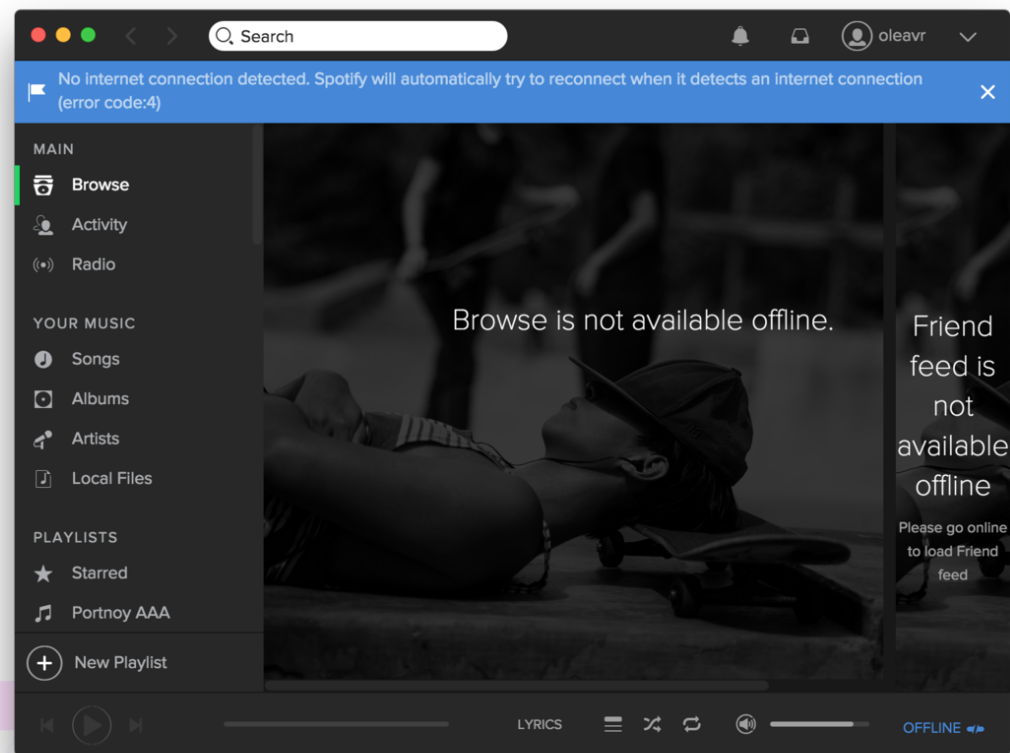 Search
oleavr
No internet connection detected. Spotify will automatically try to reconnect when it detects an internet connection
(error code:4)
MAIN
Browse
Activity
Radio
YOUR MUSIC
Songs
Albums
Artists
Local Files
PLAYLISTS
Starred
Portnoy AAA
New Playlist
Browse is not available offline.
Friend
feed is
not
available
offline
Please go online
to load Friend
feed
LYRICS
OFFLINE